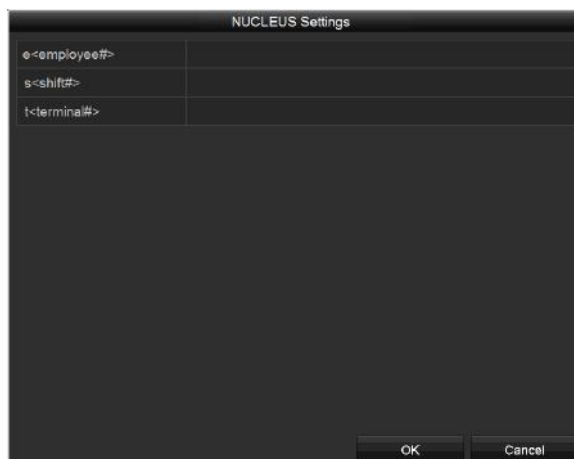 NUCLEUS Settings
e<employee#>
s<shift#>
t<terminal#>
OK Cancel